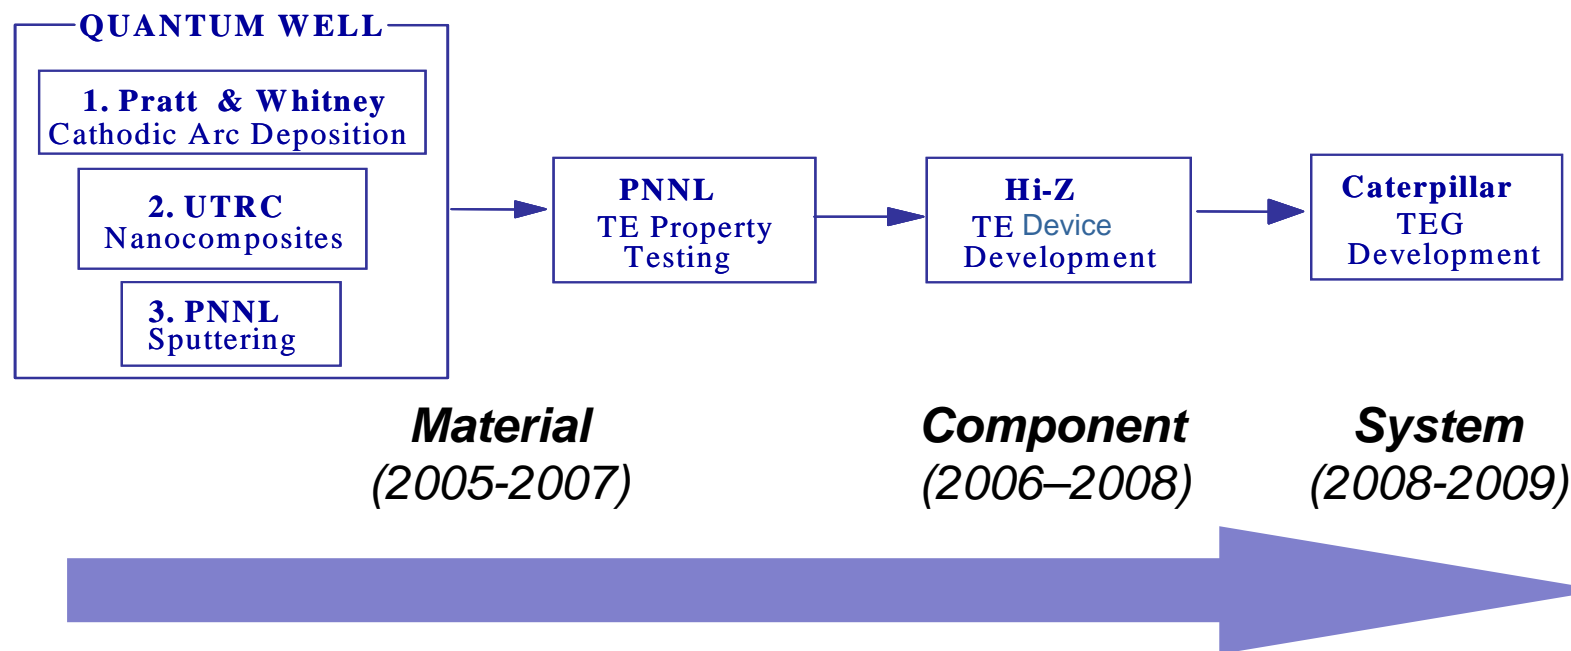 QUANTUM WELL
1. Pratt & Whitney
Cathodic Arc Deposition
2. UTRC
Nanocomposites
3. PNNL
Sputtering
PNNL
TE Property
Testing
Hi-Z
TE Device
Development
Caterpillar
TEG
Development
Material
(2005-2007)
Component
(2006–2008)
System
(2008-2009)